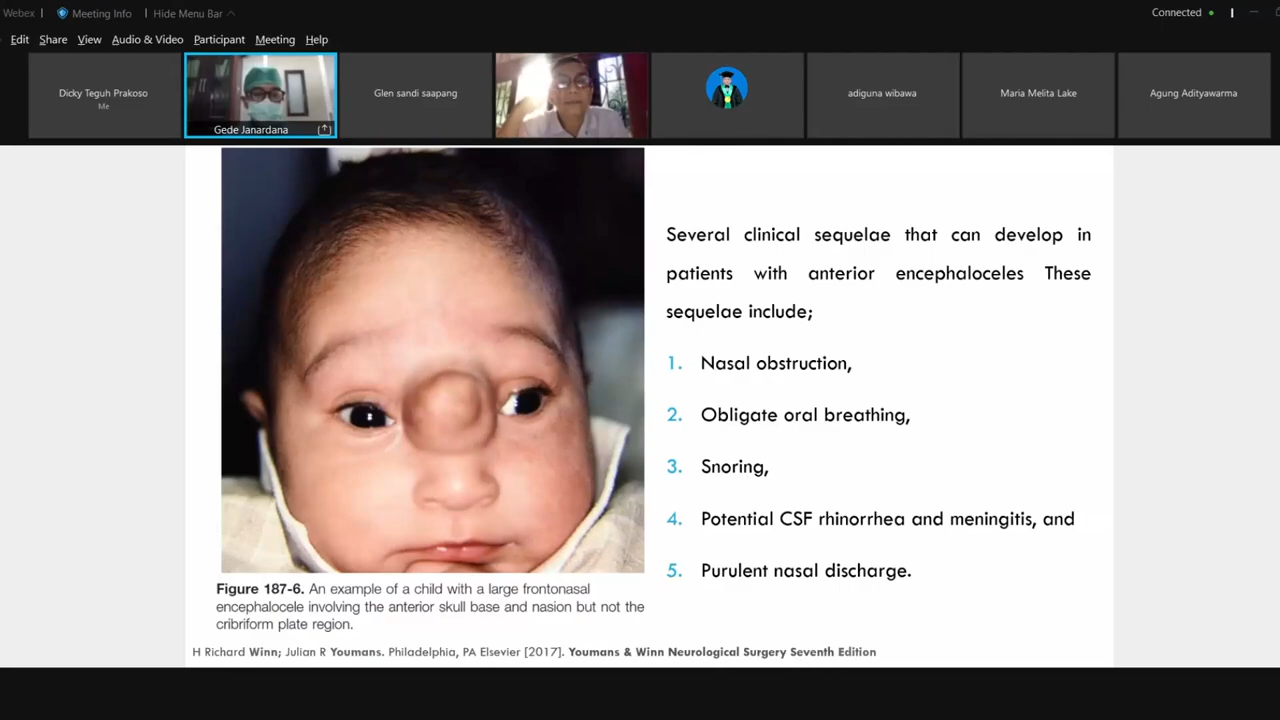 Webex | Meeting Info | Hide Menu Bar
Connected
Edit Share View Audio & Video Participant Meeting Help
Dicky Teguh Prakoso
Me
Gede Janardana
Glen sandi saapang
adiguna wibawa
Maria Melita Lake
Agung Adityawarma
Several clinical sequelae that can develop in
patients with anterior encephaloceles These
sequelae include;
1. Nasal obstruction,
2. Obligate oral breathing,
3. Snoring,
4. Potential CSF rhinorrhea and meningitis, and
5. Purulent nasal discharge.
Figure 187-6. An example of a child with a large frontonasal
encephalocele involving the anterior skull base and nasion but not the
cribriform plate region.
H Richard Winn; Julian R Youmans. Philadelphia, PA Elsevier [2017]. Youmans & Winn Neurological Surgery Seventh Edition